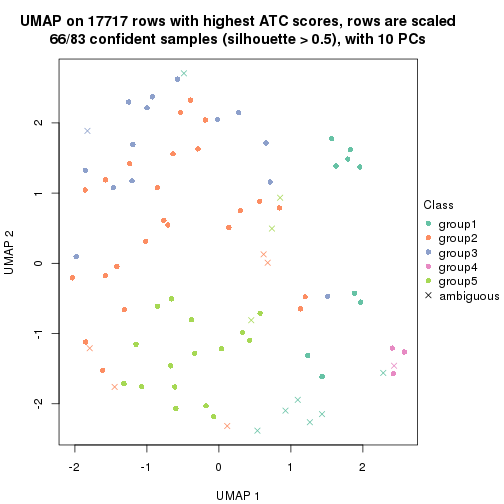 UMAP on 17717 rows with highest ATC scores, rows are scaled
66/83 confident samples (silhouette > 0.5), with 10 PCs
2
1
0
-1
-2
UMAP 2
-2
-1
0
1
2
UMAP 1
Class
group1
group2
group3
group4
group5
ambiguous